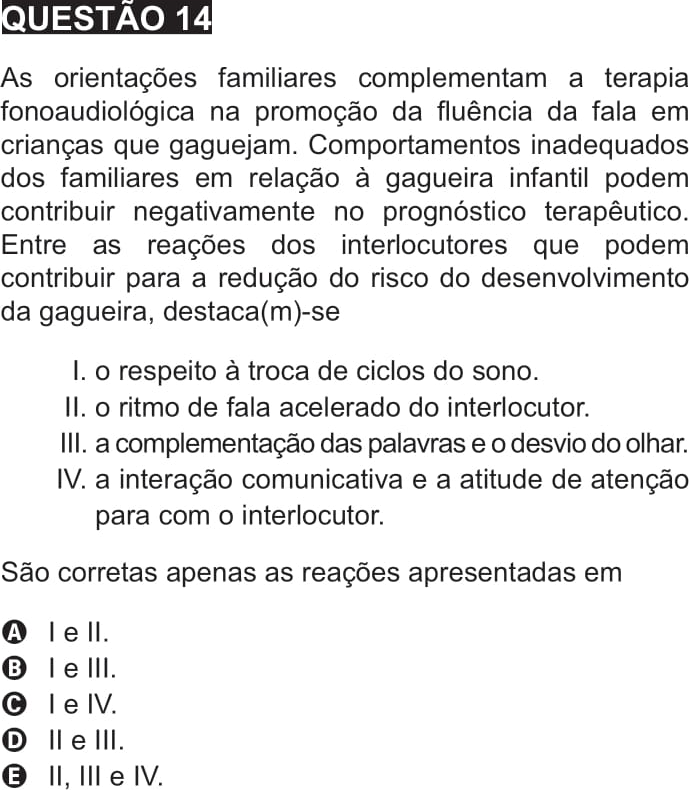 QUESTÃO 14
As orientações familiares complementam a terapia
fonoaudiológica na promoção da fluência da fala em
crianças que gaguejam. Comportamentos inadequados
dos familiares em relação à gagueira infantil podem
contribuir negativamente no prognóstico terapêutico.
Entre as reações dos interlocutores que podem
contribuir para a redução do risco do desenvolvimento
da gagueira, destaca(m)-se
I. o respeito à troca de ciclos do sono.
II. o ritmo de fala acelerado do interlocutor.
III. a complementação das palavras e o desvio do olhar.
IV. a interação comunicativa e a atitude de atenção
para com o interlocutor.
São corretas apenas as reações apresentadas em
A I e II.
B I e III.
C I e IV.
D II e III.
E II, III e IV.